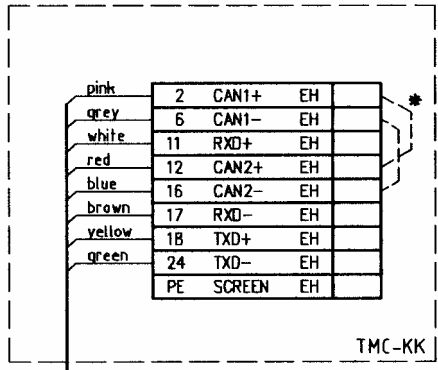 pink 2 CAN1+ EH *
grey 6 CAN1- EH
white 11 RXD+ EH
red 12 CAN2+ EH
blue 16 CAN2- EH
brown 17 RXD- EH
yellow 18 TXD+ EH
green 24 TXD- EH
PE SCREEN EH
TMC-KK